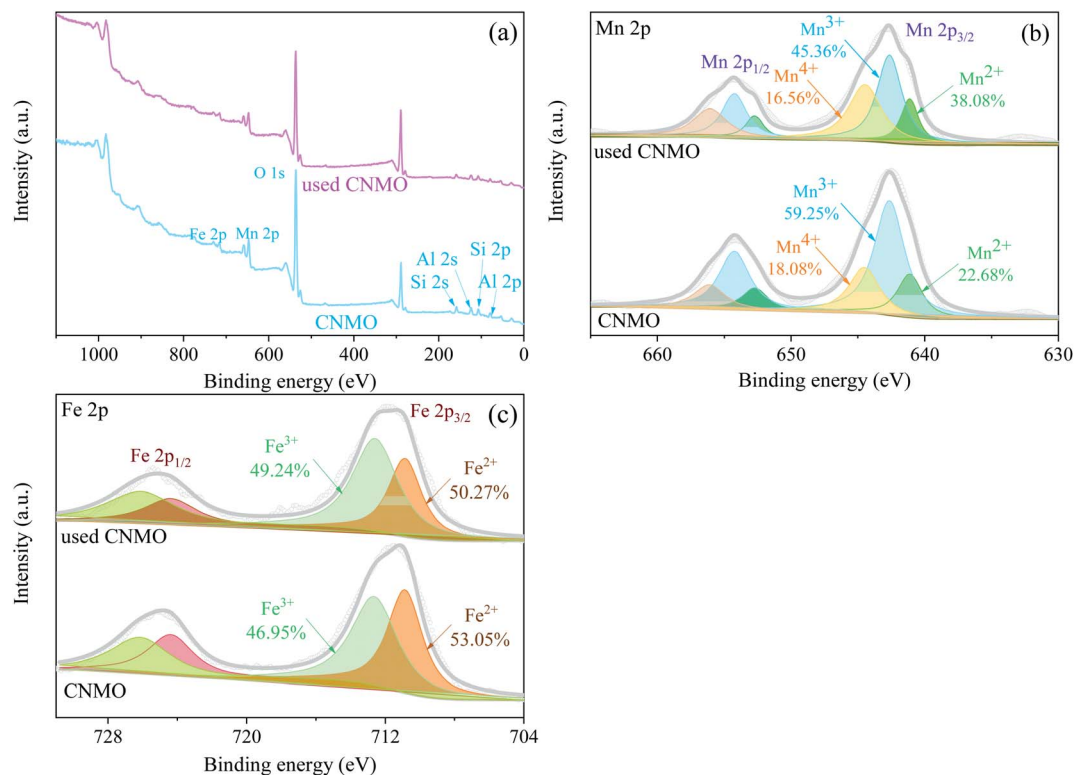 (a)
Intensity (a.u.)
O 1s
used CNMO
Fe 2p
Mn 2p
Si 2p
Al 2s
Si 2s
Al 2p
CNMO
1000
800
600
400
200
0
Binding energy (eV)
(b)
Mn 2p
Intensity (a.u.)
Mn³⁺
45.36%
Mn 2p₃/₂
Mn 2p₁/₂
Mn⁴⁺
16.56%
Mn²⁺
38.08%
used CNMO
Mn³⁺
59.25%
Mn⁴⁺
18.08%
Mn²⁺
22.68%
CNMO
660
650
640
630
Binding energy (eV)
(c)
Fe 2p
Intensity (a.u.)
Fe 2p₃/₂
Fe 2p₁/₂
Fe³⁺
49.24%
Fe²⁺
50.27%
used CNMO
Fe³⁺
46.95%
Fe²⁺
53.05%
CNMO
728
720
712
704
Binding energy (eV)